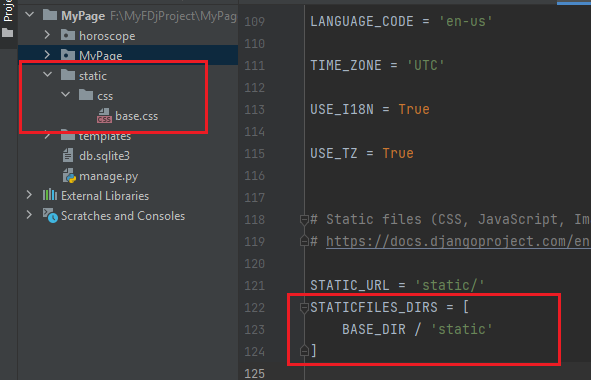 Proje
MyPage F:\MyFDjProject\MyPag
horoscope
MyPage
static
css
CSS
base.css
templates
db.sqlite3
manage.py
External Libraries
Scratches and Consoles
109 LANGUAGE_CODE = 'en-us'
110
111 TIME_ZONE = 'UTC'
112
113 USE_I18N = True
114
115 USE_TZ = True
116
117
118 # Static files (CSS, JavaScript, Im
119 # https://docs.djangoproject.com/en
120
121 STATIC_URL = 'static/'
122 STATICFILES_DIRS = [
123 BASE_DIR / 'static'
124 ]
125